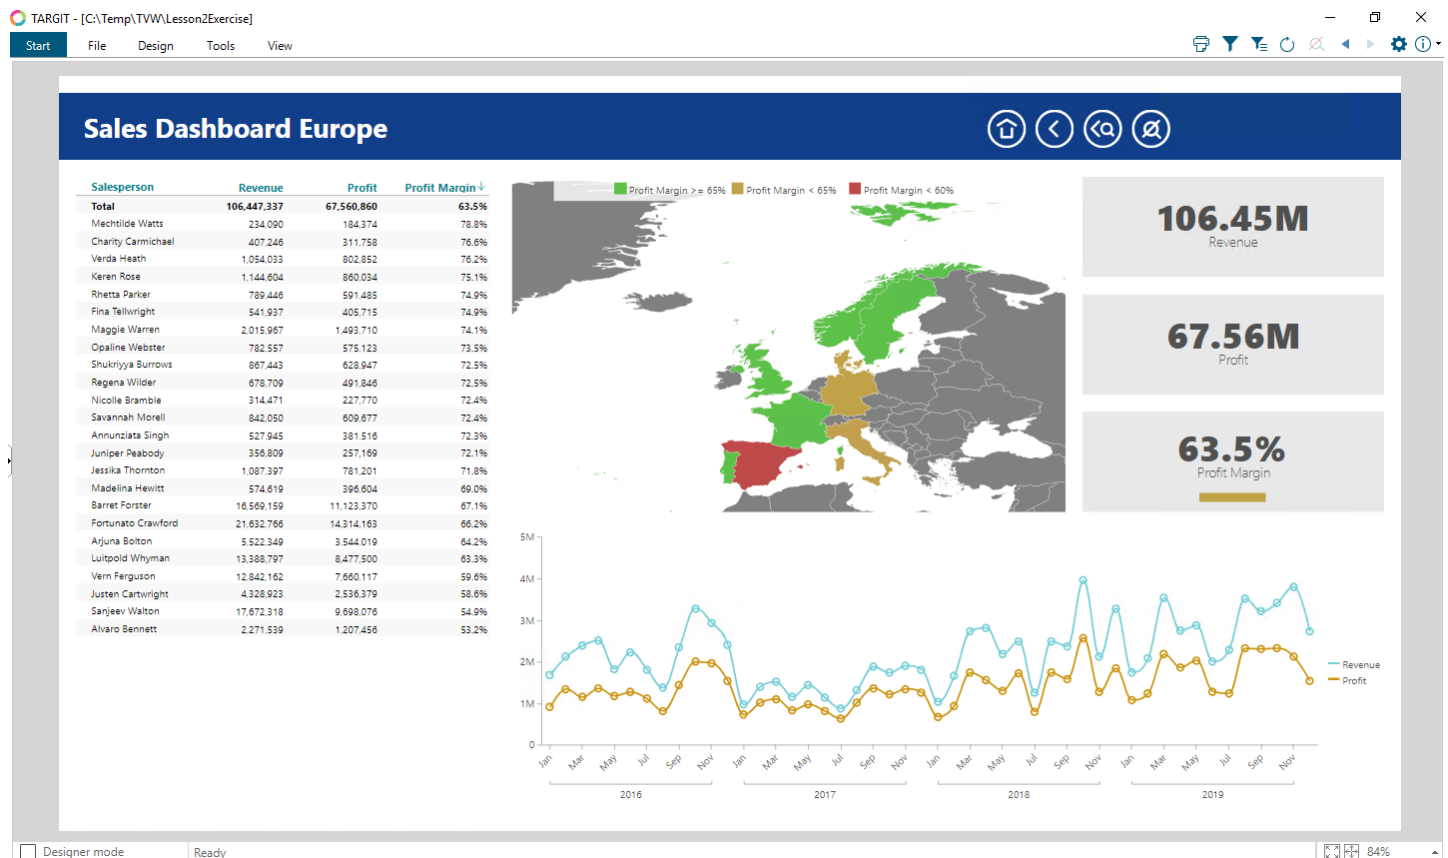 TARGIT - [C:\Temp\TVW\Lesson2Exercise]
Start File Design Tools View
Sales Dashboard Europe
Salesperson Revenue Profit Profit Margin↓
Total 106,447,337 67,560,860 63.5%
Mechtilde Watts 234,090 184,374 78.8%
Charity Carmichael 407,246 311,758 76.6%
Verda Heath 1,054,033 802,852 76.2%
Keren Rose 1,144,604 860,034 75.1%
Rhetta Parker 789,446 591,485 74.9%
Fina Tellwright 541,937 405,715 74.9%
Maggie Warren 2,015,967 1,493,710 74.1%
Opaline Webster 782,557 575,123 73.5%
Shukriyya Burrows 867,443 628,947 72.5%
Regena Wilder 678,709 491,846 72.5%
Nicolle Bramble 314,471 227,770 72.4%
Savannah Morell 842,050 609,677 72.4%
Annunziata Singh 527,945 381,516 72.3%
Juniper Peabody 356,809 257,169 72.1%
Jessika Thornton 1,087,397 781,201 71.8%
Madelina Hewitt 574,619 396,604 69.0%
Barret Forster 16,569,159 11,123,370 67.1%
Fortunato Crawford 21,632,766 14,314,163 66.2%
Arjuna Bolton 5,522,349 3,544,019 64.2%
Luitpold Whyman 13,388,797 8,477,500 63.3%
Vern Ferguson 12,842,162 7,660,117 59.6%
Justen Cartwright 4,328,923 2,536,379 58.6%
Sanjeev Walton 17,672,318 9,698,076 54.9%
Alvaro Bennett 2,271,539 1,207,456 53.2%
Profit Margin >= 65% Profit Margin < 65% Profit Margin < 60%
106.45M
Revenue
67.56M
Profit
63.5%
Profit Margin
5M
4M
3M
2M
1M
0
Jan Mar May Jul Sep Nov Jan Mar May Jul Sep Nov Jan Mar May Jul Sep Nov Jan Mar May Jul Sep Nov
2016 2017 2018 2019
Revenue
Profit
Designer mode Ready 84%